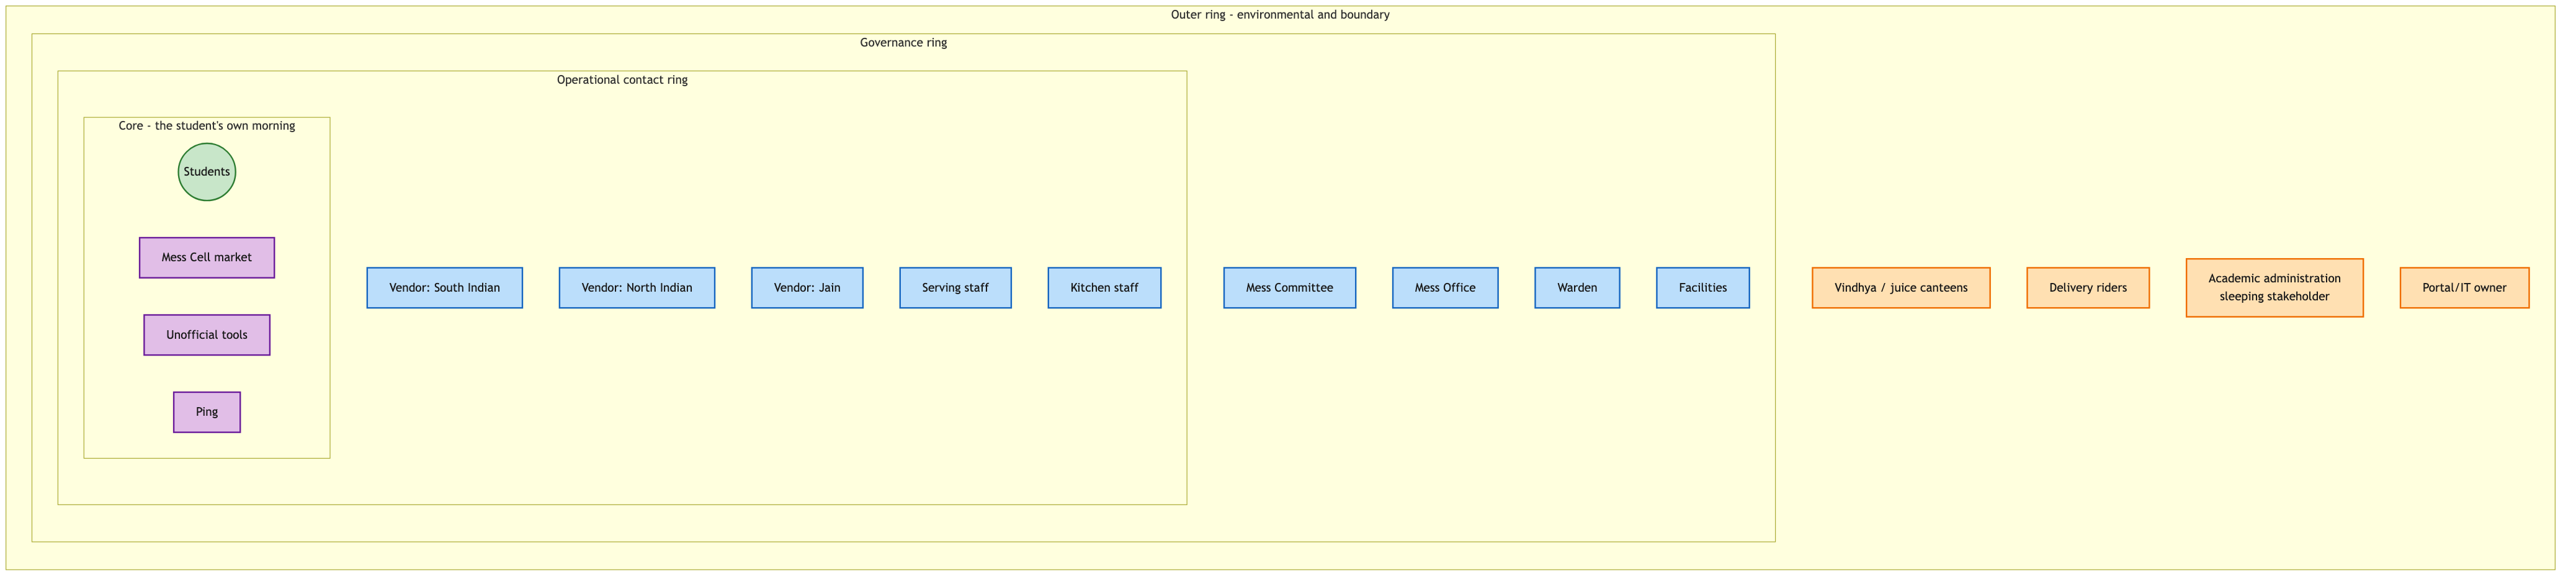 Outer ring - environmental and boundary
Governance ring
Operational contact ring
Core - the student's own morning
Students
Mess Cell market
Unofficial tools
Ping
Vendor: South Indian
Vendor: North Indian
Vendor: Jain
Serving staff
Kitchen staff
Mess Committee
Mess Office
Warden
Facilities
Vindhya / juice canteens
Delivery riders
Academic administration
sleeping stakeholder
Portal/IT owner